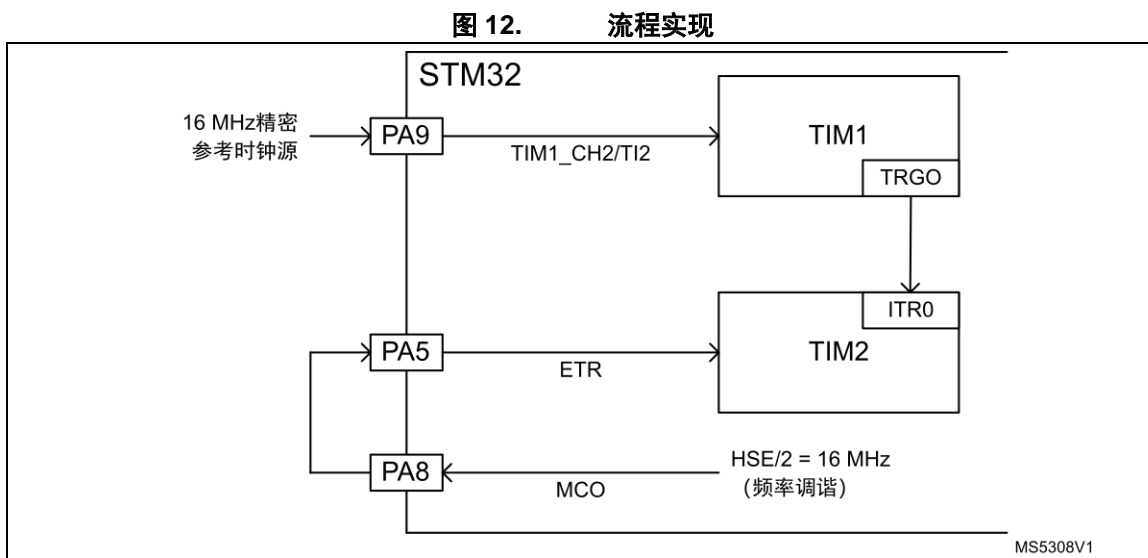 图 12. 流程实现
STM32
16 MHz精密
参考时钟源
PA9
TIM1_CH2/TI2
TIM1
TRGO
ITR0
PA5
ETR
TIM2
PA8
MCO
HSE/2 = 16 MHz
（频率调谐）
MS5308V1